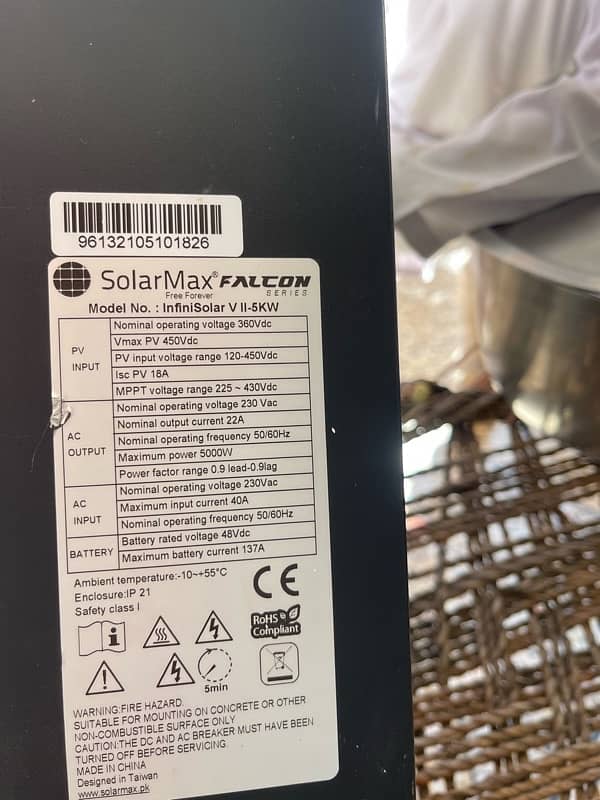 96132105101826
SolarMax® FALCON
Free Forever SERIES
Model No. : InfiniSolar V II-5KW
PV INPUT
Nominal operating voltage 360Vdc
Vmax PV 450Vdc
PV input voltage range 120-450Vdc
Isc PV 18A
MPPT voltage range 225 ~ 430Vdc
AC OUTPUT
Nominal operating voltage 230 Vac
Nominal output current 22A
Nominal operating frequency 50/60Hz
Maximum power 5000W
Power factor range 0.9 lead-0.9lag
AC INPUT
Nominal operating voltage 230Vac
Maximum input current 40A
Nominal operating frequency 50/60Hz
BATTERY
Battery rated voltage 48Vdc
Maximum battery current 137A
Ambient temperature:-10~+55°C
Enclosure:IP 21
Safety class I
CE
RoHS
Compliant
5min
WARNING:FIRE HAZARD.
SUITABLE FOR MOUNTING ON CONCRETE OR OTHER
NON-COMBUSTIBLE SURFACE ONLY
CAUTION:THE DC AND AC BREAKER MUST HAVE BEEN
TURNED OFF BEFORE SERVICING.
MADE IN CHINA
Designed in Taiwan
www.solarmax.pk